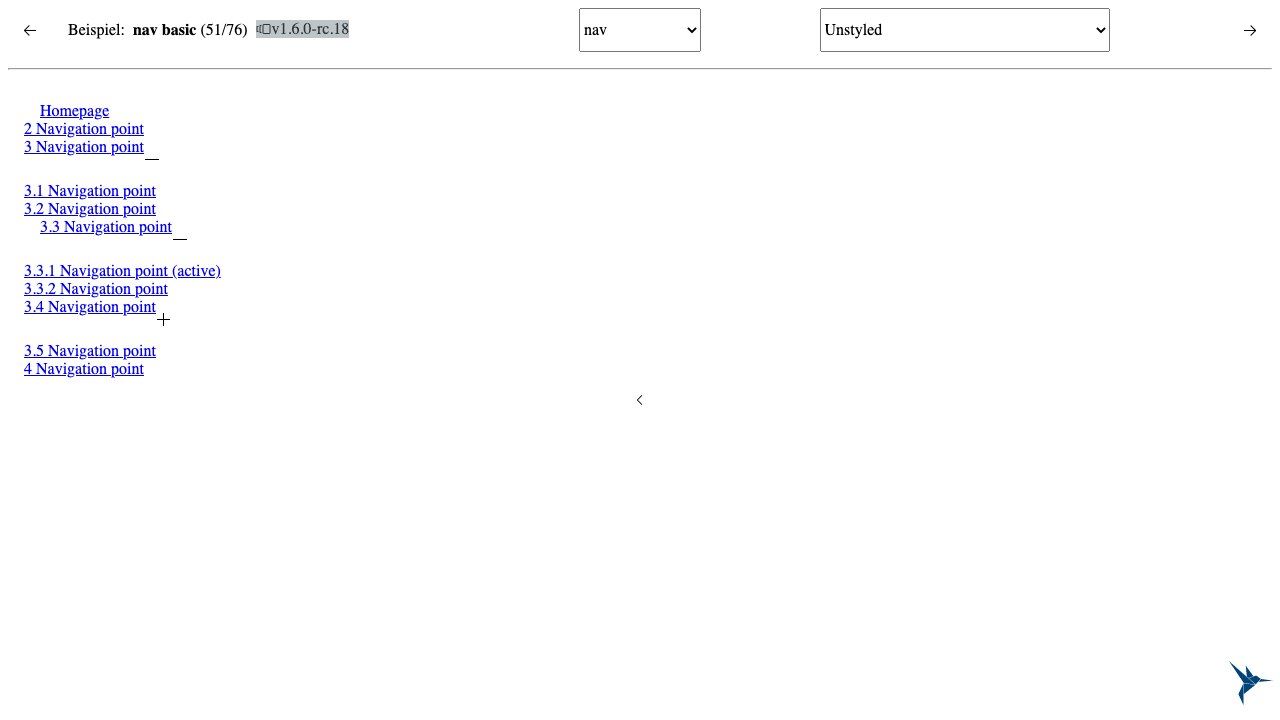 Beispiel: nav basic (51/76) v1.6.0-rc.18
nav
Unstyled
Homepage
2 Navigation point
3 Navigation point
3.1 Navigation point
3.2 Navigation point
3.3 Navigation point
3.3.1 Navigation point (active)
3.3.2 Navigation point
3.4 Navigation point
3.5 Navigation point
4 Navigation point